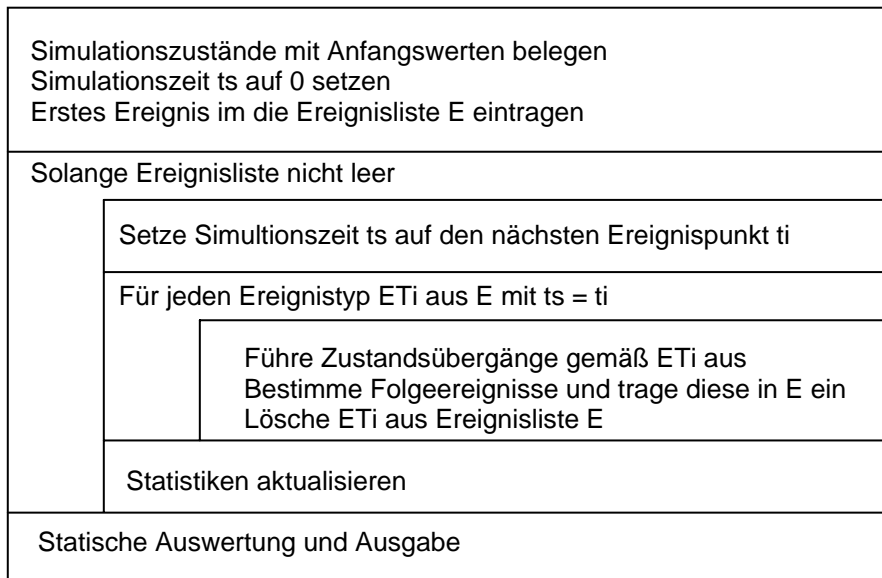 Simulationszustände mit Anfangswerten belegen
Simulationszeit ts auf 0 setzen
Erstes Ereignis im die Ereignisliste E eintragen
Solange Ereignisliste nicht leer
Setze Simultionszeit ts auf den nächsten Ereignispunkt ti
Für jeden Ereignistyp ETi aus E mit ts = ti
Führe Zustandsübergänge gemäß ETi aus
Bestimme Folgeereignisse und trage diese in E ein
Lösche ETi aus Ereignisliste E
Statistiken aktualisieren
Statische Auswertung und Ausgabe